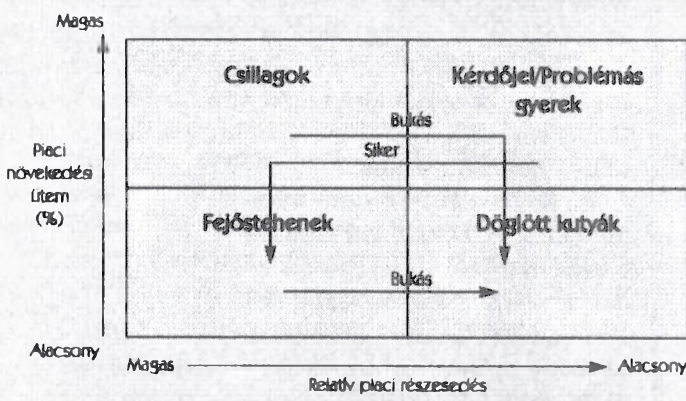 Magas
Csillagok
Kérdőjel/Problémás
gyerek
Bukás
Siker
Piaci
növekedési
ütem
(%)
Fejőstehenek
Döglött kutyák
Bukás
Alacsony
Magas
Alacsony
Relatív piaci részesedés